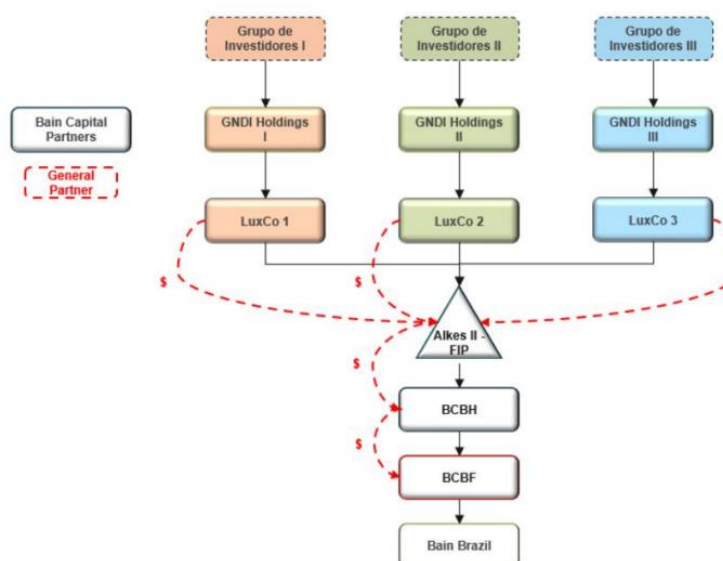 Grupo de
Investidores I
Grupo de
Investidores II
Grupo de
Investidores III
Bain Capital
Partners
GNDI Holdings
I
GNDI Holdings
II
GNDI Holdings
III
General
Partner
LuxCo 1
LuxCo 2
LuxCo 3
$
$
Alkes II -
FIP
$
BCBH
$
BCBF
Bain Brazil